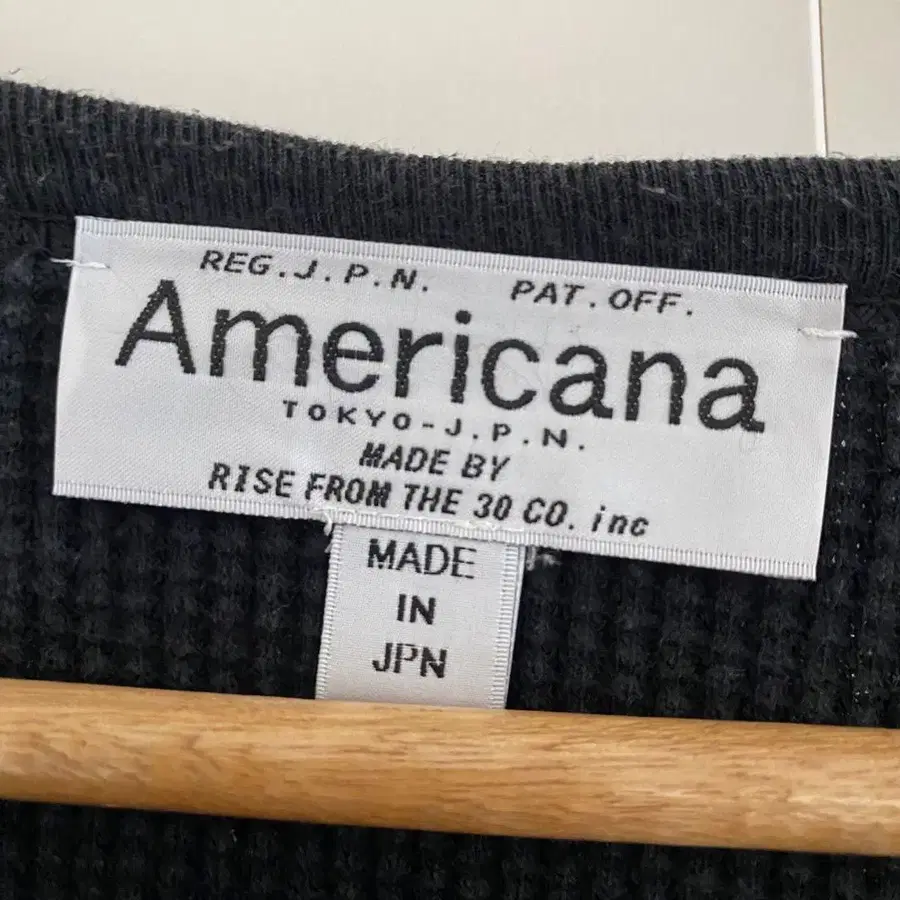 REG.J.P.N. PAT.OFF.
Americana
TOKYO-J.P.N.
MADE BY
RISE FROM THE 30 CO. inc
MADE
IN
JPN